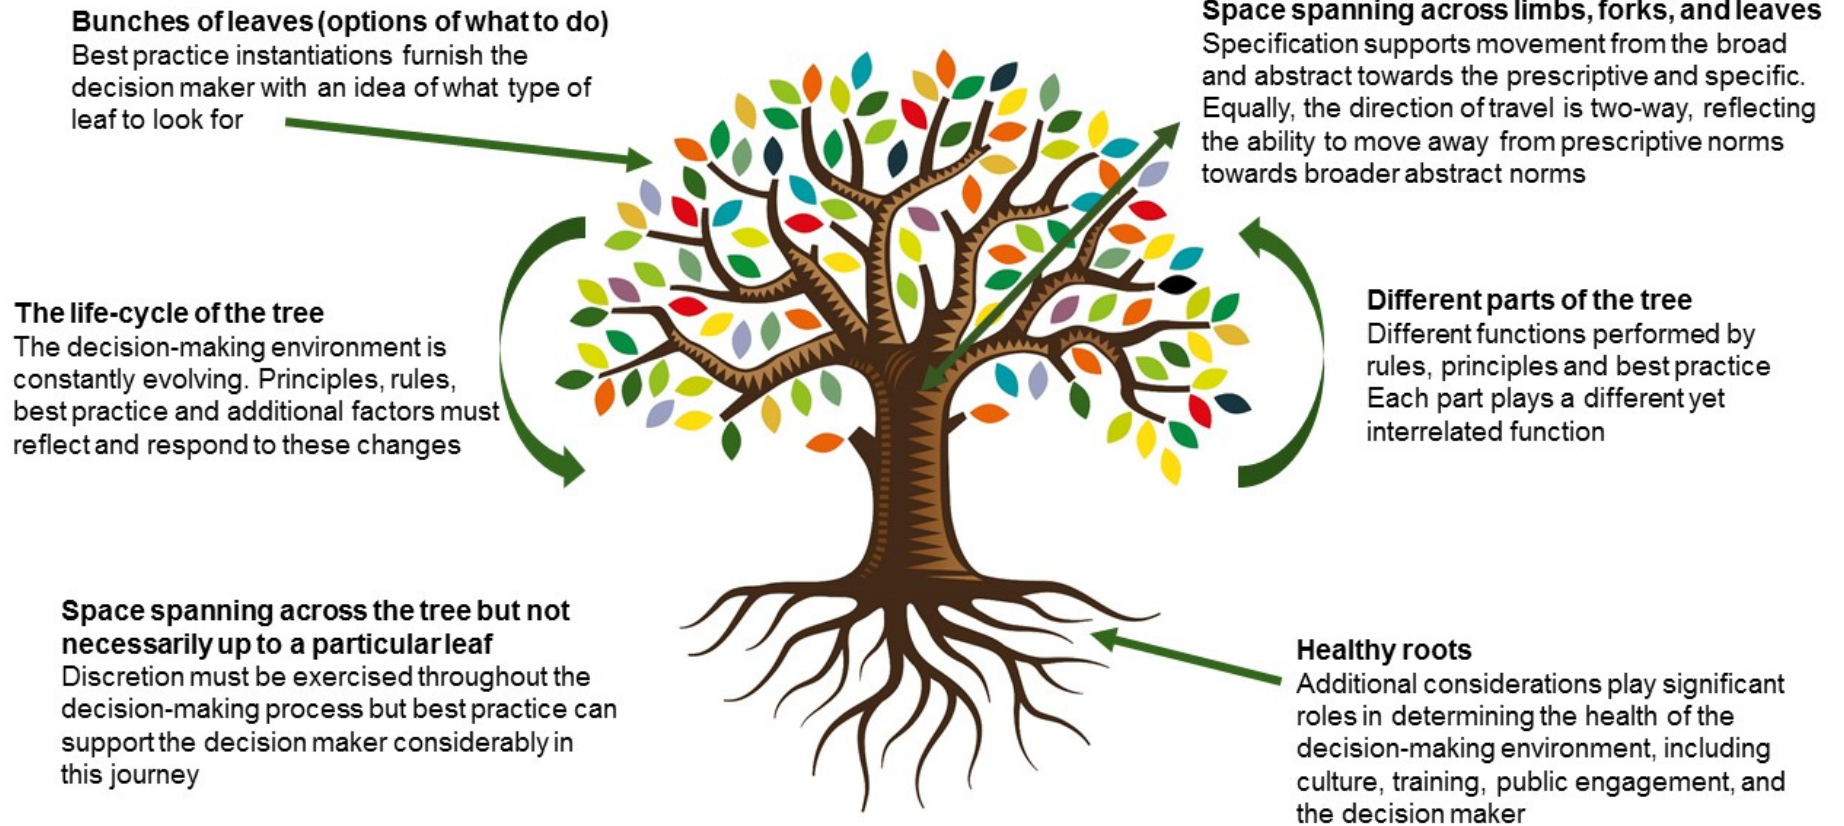 Bunches of leaves (options of what to do)
Best practice instantiations furnish the
decision maker with an idea of what type of
leaf to look for
Space spanning across limbs, forks, and leaves
Specification supports movement from the broad
and abstract towards the prescriptive and specific.
Equally, the direction of travel is two-way, reflecting
the ability to move away from prescriptive norms
towards broader abstract norms
The life-cycle of the tree
The decision-making environment is
constantly evolving. Principles, rules,
best practice and additional factors must
reflect and respond to these changes
Different parts of the tree
Different functions performed by
rules, principles and best practice
Each part plays a different yet
interrelated function
Space spanning across the tree but not
necessarily up to a particular leaf
Discretion must be exercised throughout the
decision-making process but best practice can
support the decision maker considerably in
this journey
Healthy roots
Additional considerations play significant
roles in determining the health of the
decision-making environment, including
culture, training, public engagement, and
the decision maker